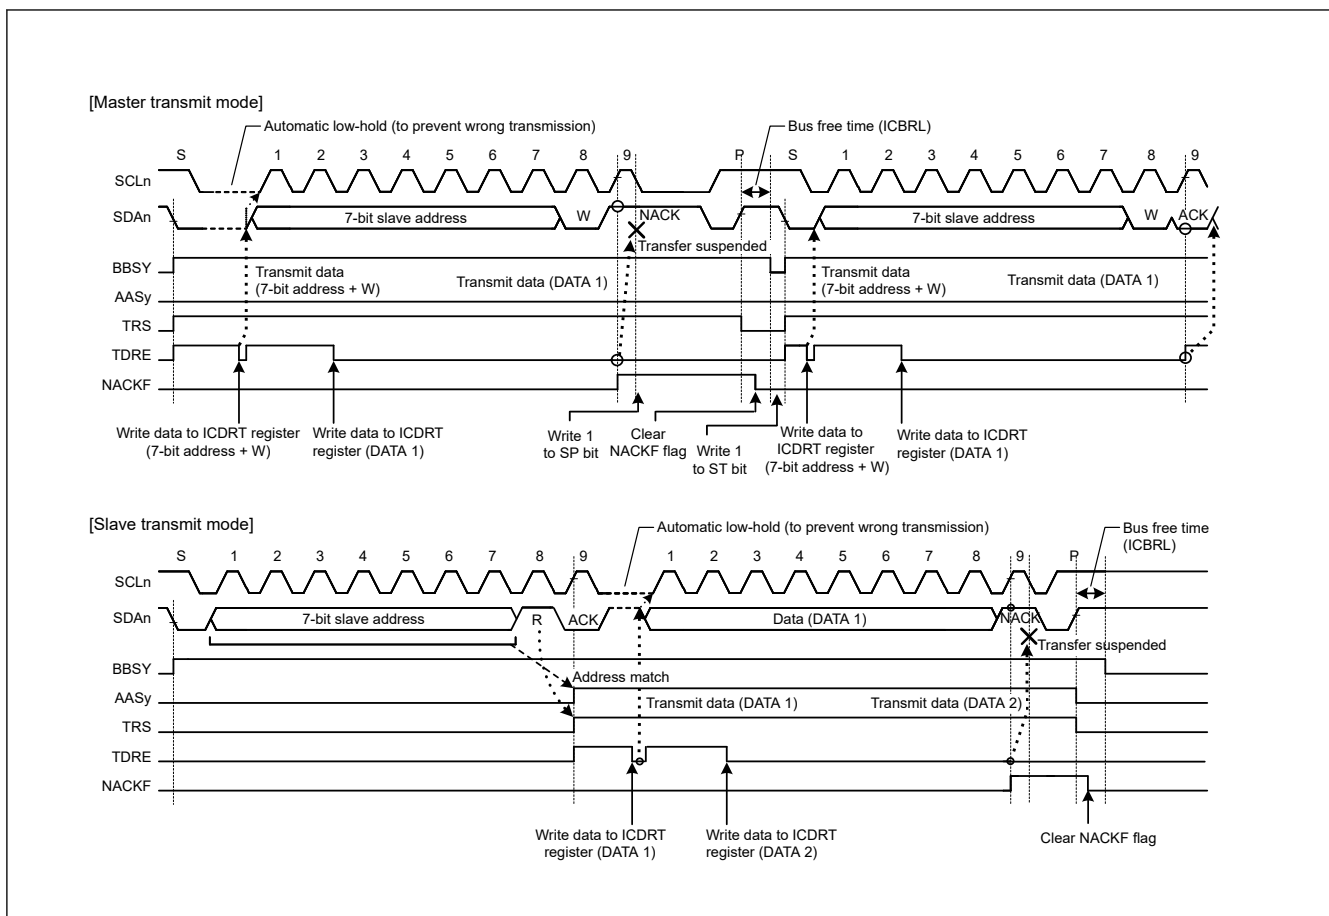 [Master transmit mode]
Automatic low-hold (to prevent wrong transmission)
Bus free time (ICBRL)
S 1 2 3 4 5 6 7 8 9 P S 1 2 3 4 5 6 7 8 9
SCLn
SDAn 7-bit slave address W NACK 7-bit slave address W ACK
Transfer suspended
BBSY
Transmit data
(7-bit address + W)
Transmit data (DATA 1)
Transmit data
(7-bit address + W)
Transmit data (DATA 1)
AASy
TRS
TDRE
NACKF
Write data to ICDRT register
(7-bit address + W)
Write data to ICDRT
register (DATA 1)
Write 1
to SP bit
Clear
NACKF flag
Write 1
to ST bit
Write data to
ICDRT register
(7-bit address + W)
Write data to ICDRT
register (DATA 1)
[Slave transmit mode]
Automatic low-hold (to prevent wrong transmission)
Bus free time
(ICBRL)
S 1 2 3 4 5 6 7 8 9 1 2 3 4 5 6 7 8 9 P
SCLn
SDAn 7-bit slave address R ACK Data (DATA 1) NACK
Transfer suspended
BBSY
Address match
AASy
Transmit data (DATA 1)
Transmit data (DATA 2)
TRS
TDRE
NACKF
Write data to ICDRT
register (DATA 1)
Write data to ICDRT
register (DATA 2)
Clear NACKF flag